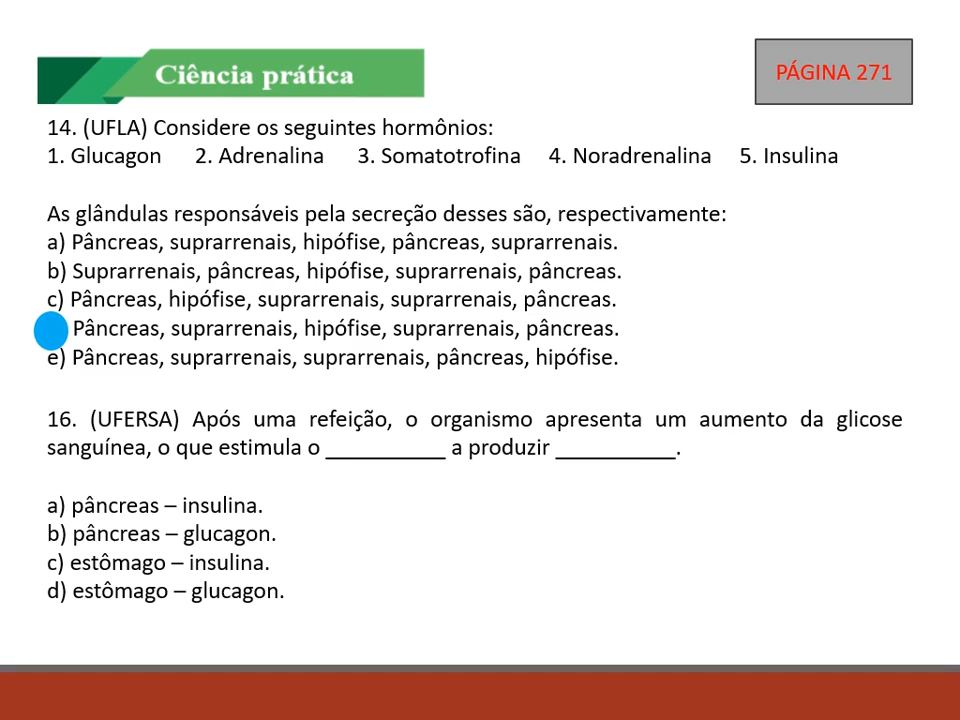 Ciência prática
PÁGINA 271
14. (UFLA) Considere os seguintes hormônios:
1. Glucagon 2. Adrenalina 3. Somatotrofina 4. Noradrenalina 5. Insulina
As glândulas responsáveis pela secreção desses são, respectivamente:
a) Pâncreas, suprarrenais, hipófise, pâncreas, suprarrenais.
b) Suprarrenais, pâncreas, hipófise, suprarrenais, pâncreas.
c) Pâncreas, hipófise, suprarrenais, suprarrenais, pâncreas.
Pâncreas, suprarrenais, hipófise, suprarrenais, pâncreas.
e) Pâncreas, suprarrenais, suprarrenais, pâncreas, hipófise.
16. (UFERSA) Após uma refeição, o organismo apresenta um aumento da glicose
sanguínea, o que estimula o __________ a produzir __________.
a) pâncreas – insulina.
b) pâncreas – glucagon.
c) estômago – insulina.
d) estômago – glucagon.